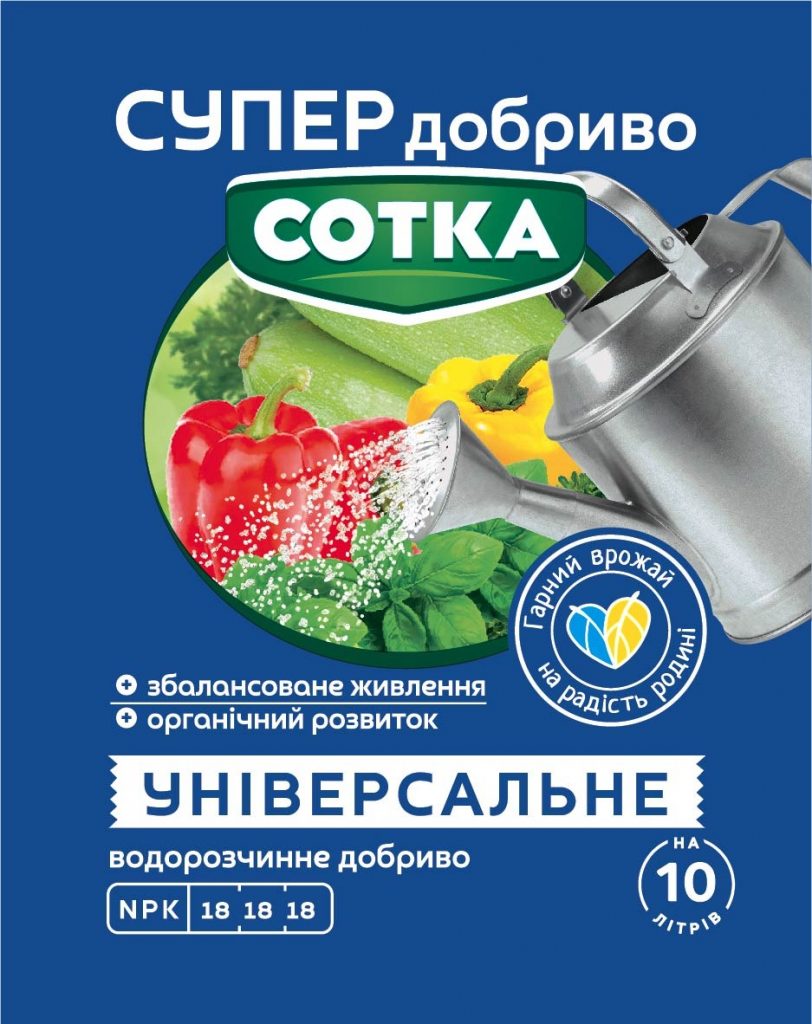 СУПЕР добриво
СОТКА
Гарний врожай
на радість родині
+ збалансоване живлення
+ органічний розвиток
УНІВЕРСАЛЬНЕ
водорозчинне добриво
NPK 18 18 18
НА
10
ЛІТРІВ